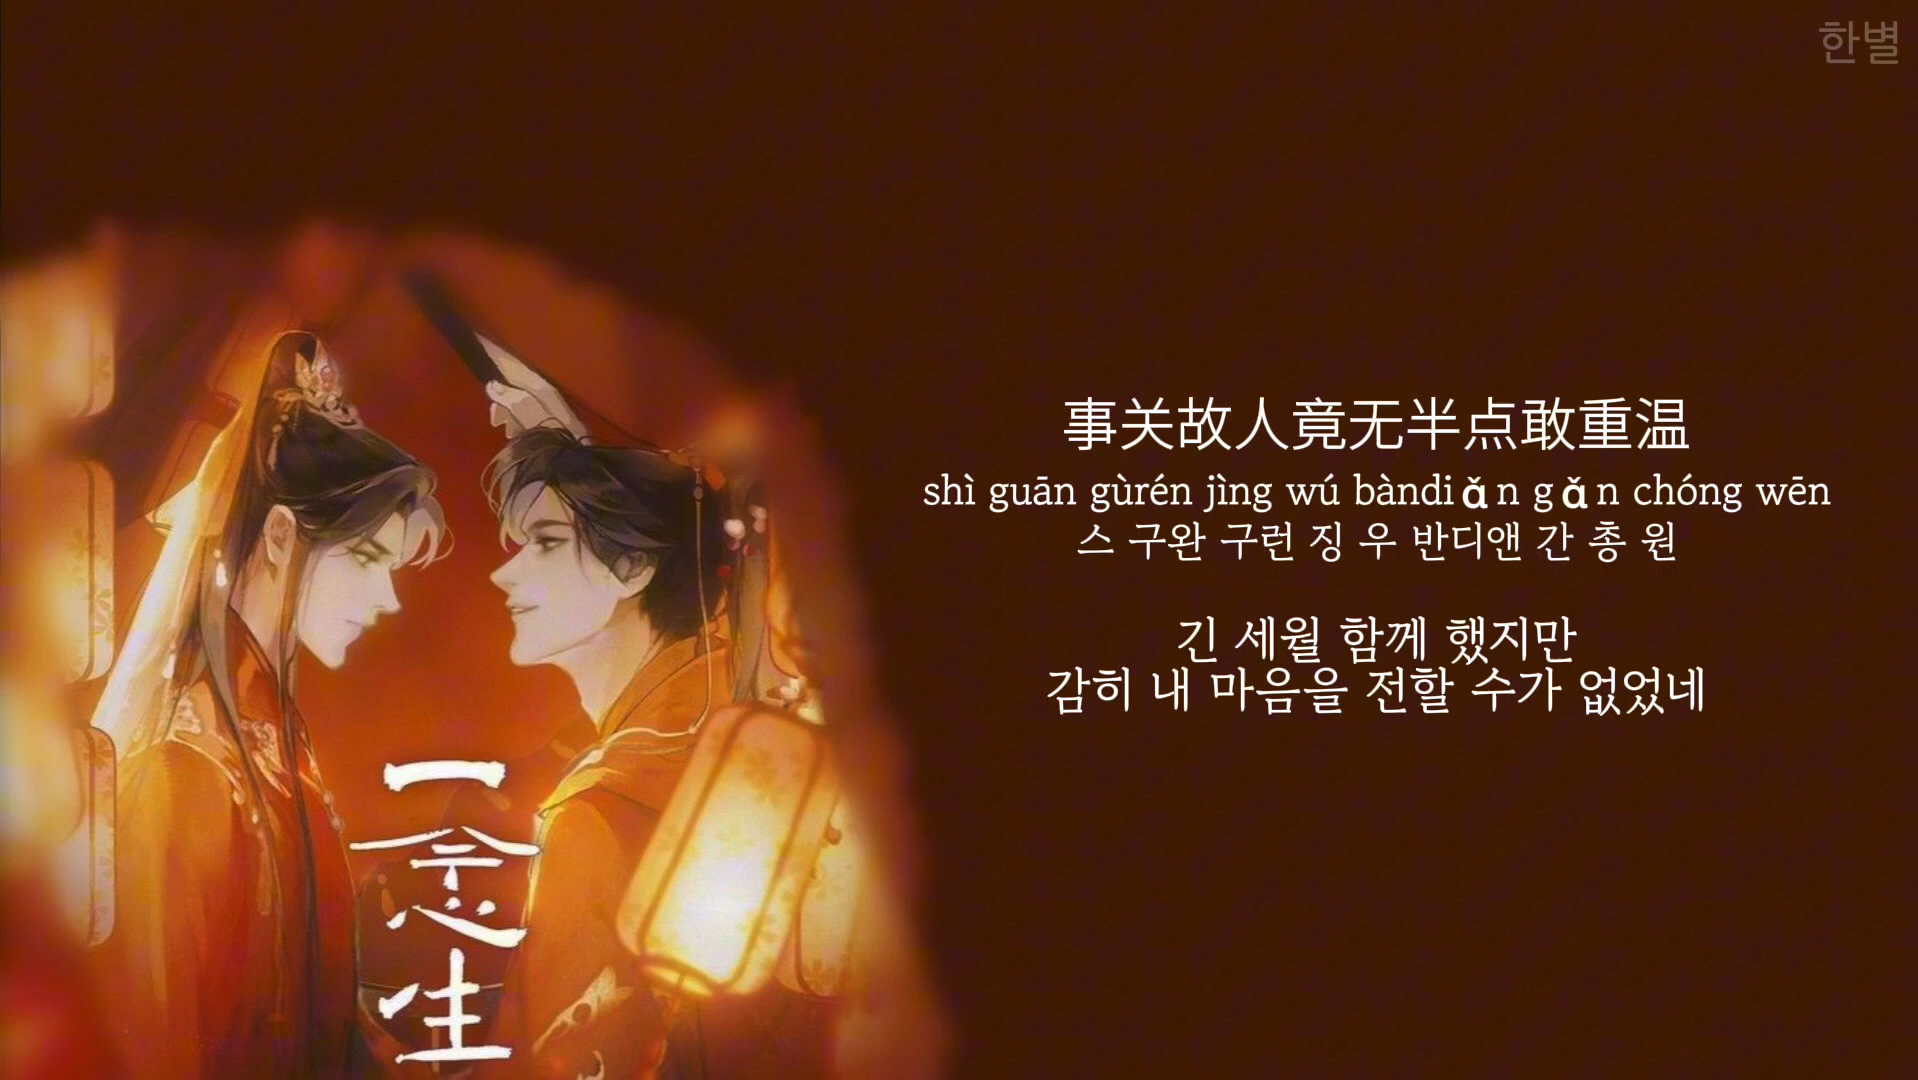 한별
事关故人竟无半点敢重温
shì guān gùrén jìng wú bàndiǎn gǎn chóng wēn
스 구완 구런 징 우 반디앤 간 총 원
긴 세월 함께 했지만
감히 내 마음을 전할 수가 없었네
一念生